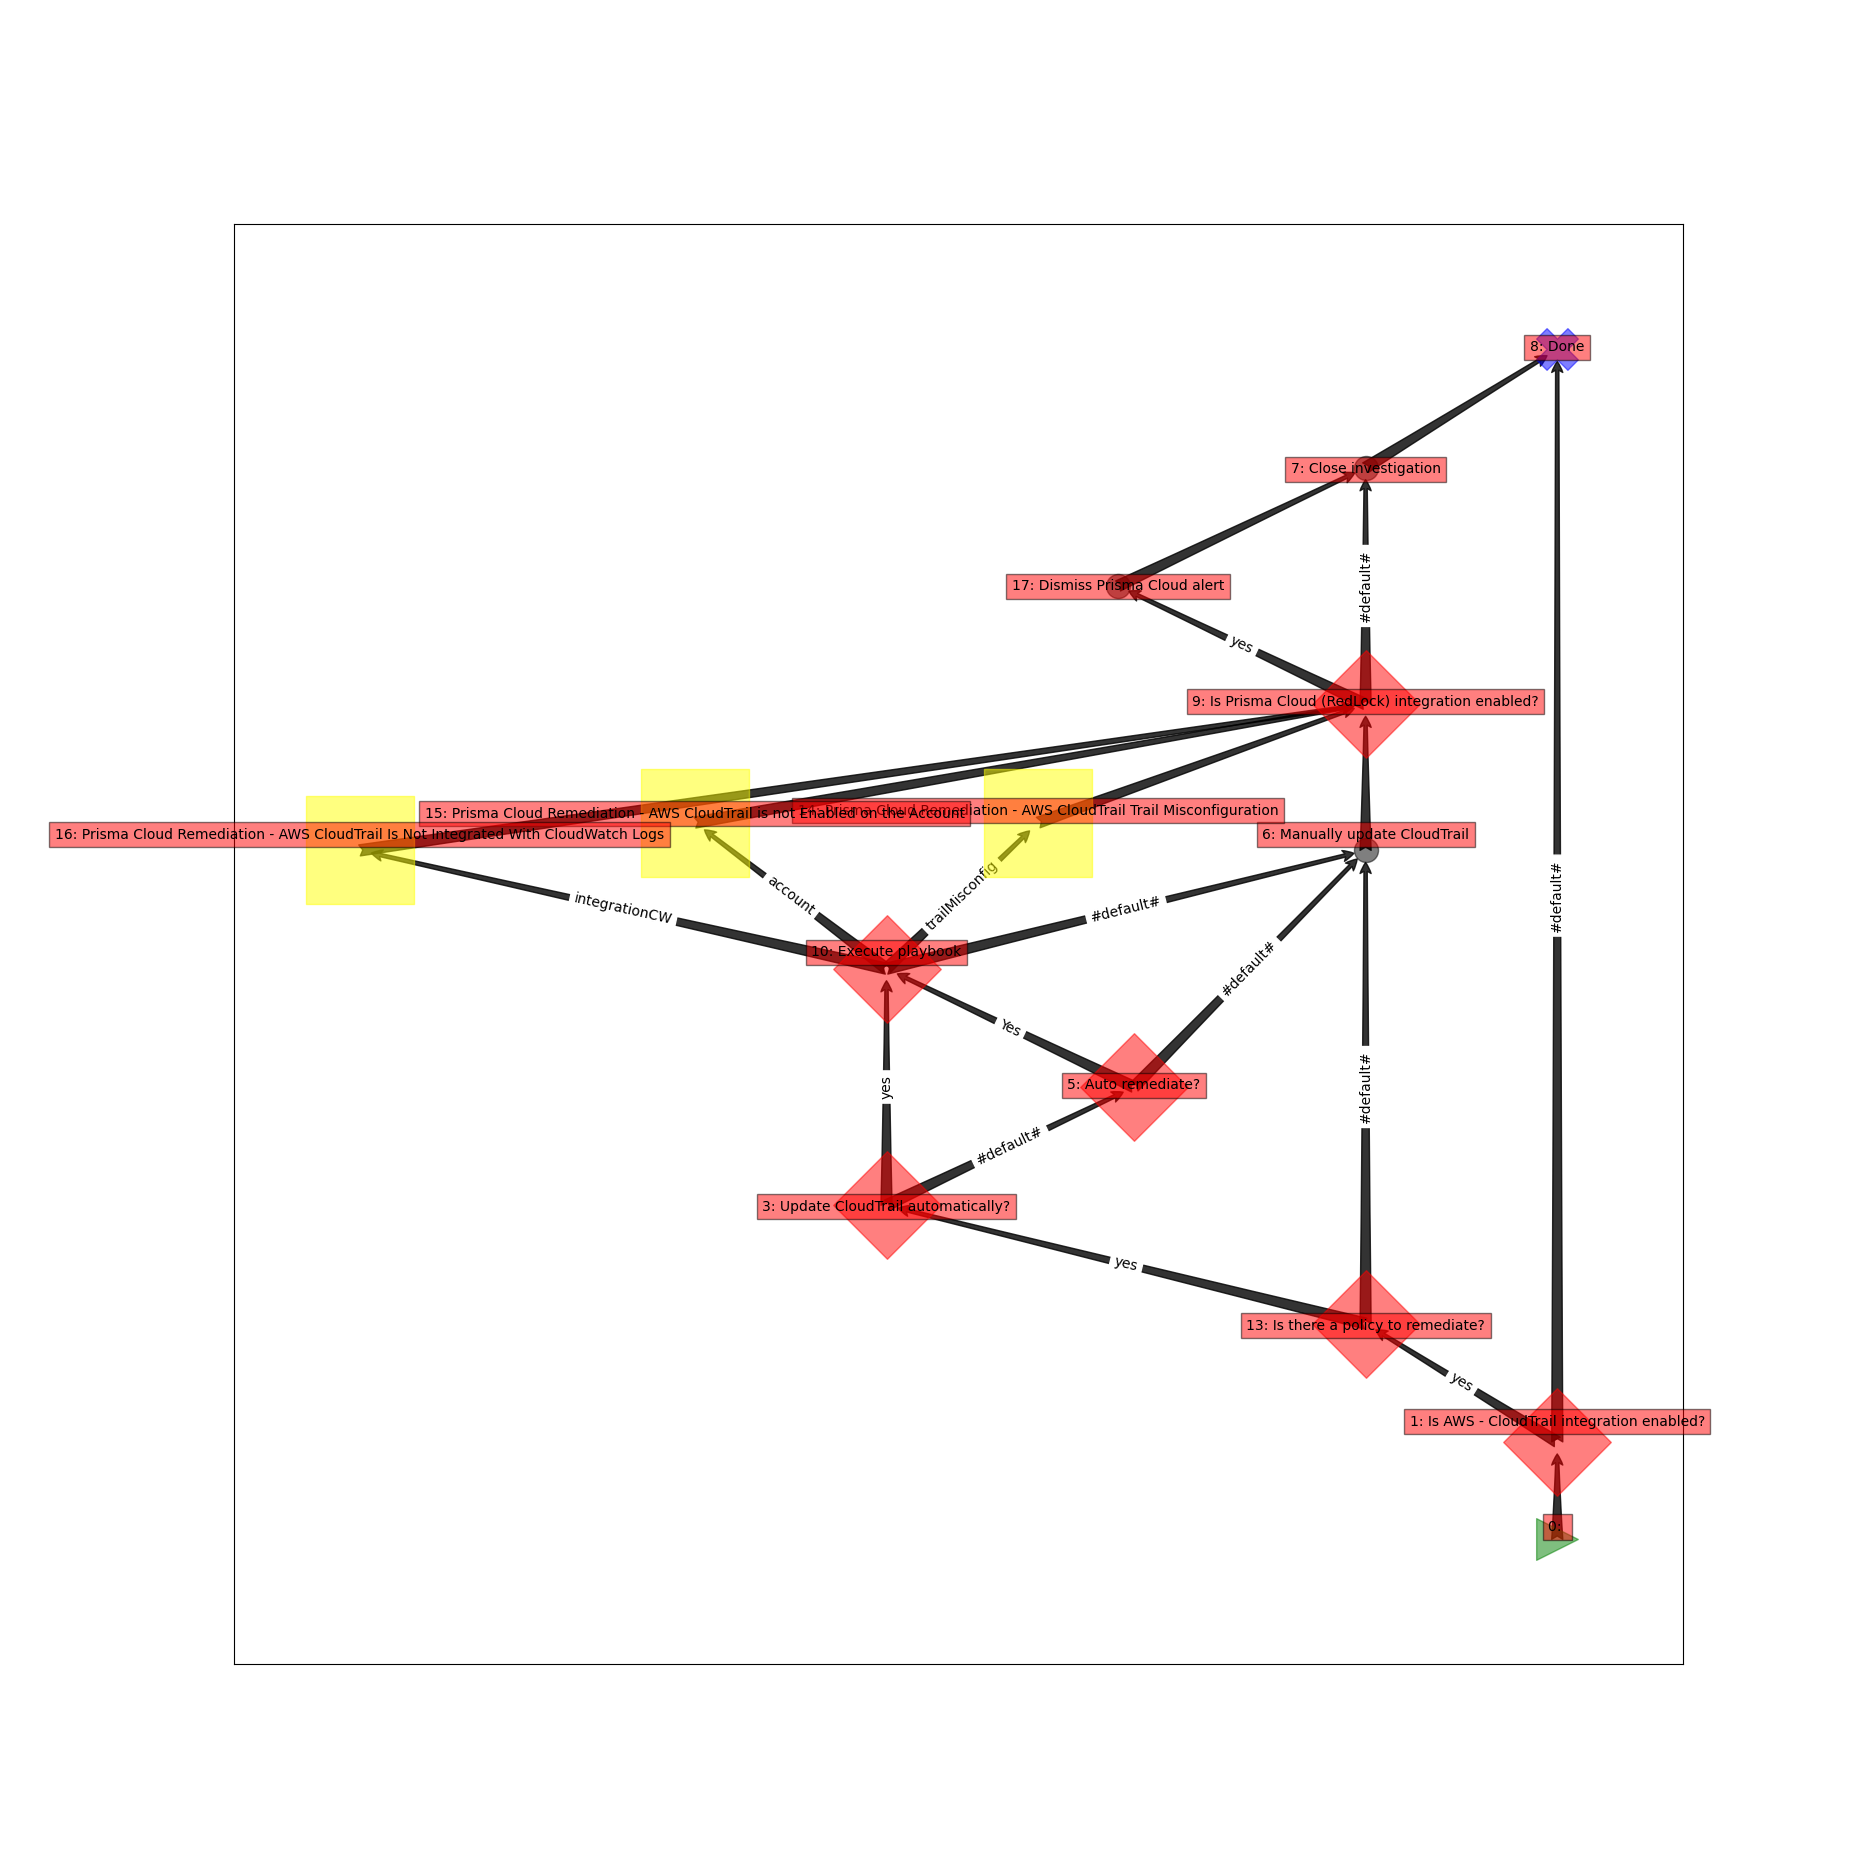 8: Done
7: Close investigation
#default#
17: Dismiss Prisma Cloud alert
yes
9: Is Prisma Cloud (RedLock) integration enabled?
15: Prisma Cloud Remediation - AWS CloudTrail is not Enabled on the Account
Prisma Cloud Remediation - AWS CloudTrail Trail Misconfiguration
16: Prisma Cloud Remediation - AWS CloudTrail Is Not Integrated With CloudWatch Logs
6: Manually update CloudTrail
integrationCW
account
trailMisconfig
#default#
#default#
10: Execute playbook
#default#
Yes
yes
5: Auto remediate?
#default#
#default#
3: Update CloudTrail automatically?
yes
13: Is there a policy to remediate?
yes
1: Is AWS - CloudTrail integration enabled?
0: